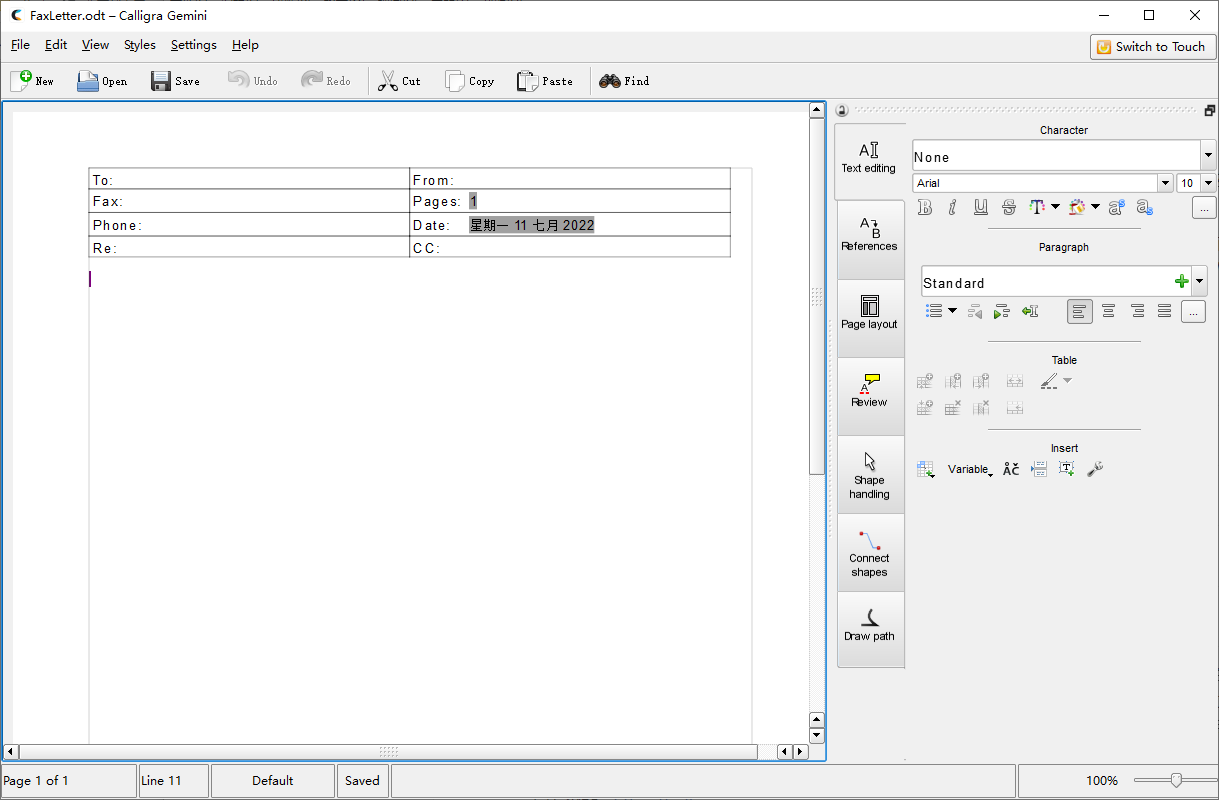 FaxLetter.odt – Calligra Gemini
File Edit View Styles Settings Help
Switch to Touch
New Open Save Undo Redo Cut Copy Paste Find
To: From:
Fax: Pages: 1
Phone: Date: 星期一 11 七月 2022
Re: CC:
Text editing
References
Page layout
Review
Shape
handling
Connect
shapes
Draw path
Character
None
Arial 10
...
Paragraph
Standard
...
Table
Insert
Variable
Page 1 of 1 Line 11 Default Saved 100%